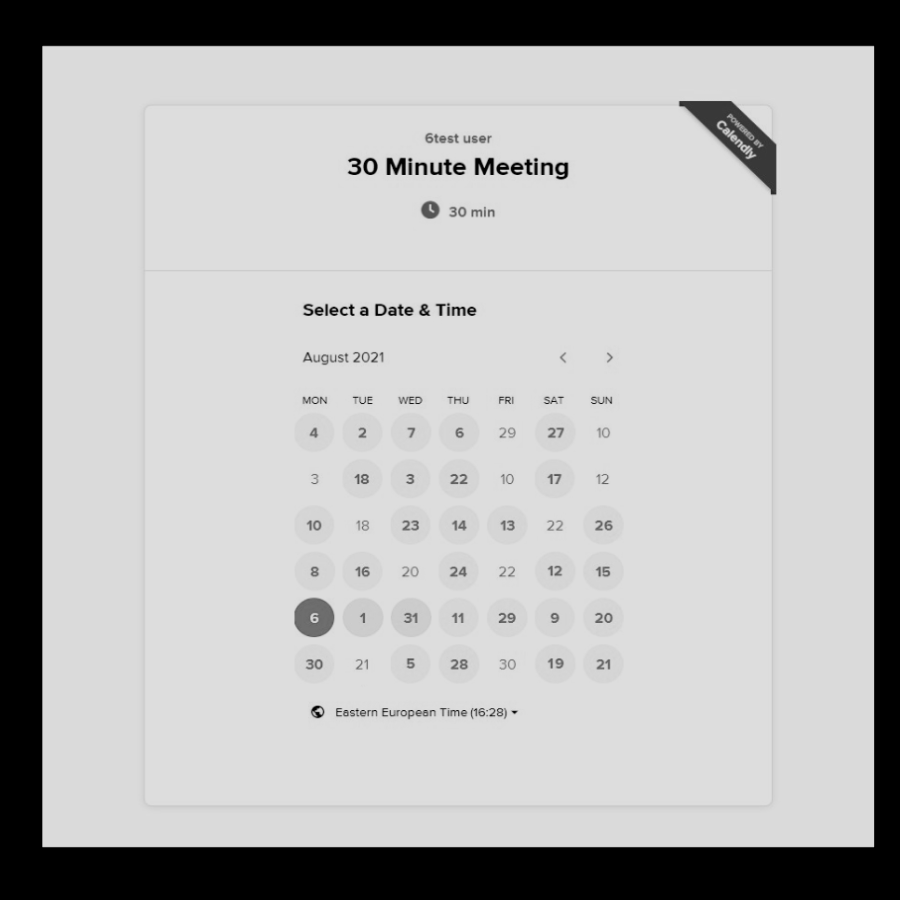 POWERED BY
Calendly
6test user
30 Minute Meeting
30 min
Select a Date & Time
August 2021
MON TUE WED THU FRI SAT SUN
4 2 7 6 29 27 10
3 18 3 22 10 17 12
10 18 23 14 13 22 26
8 16 20 24 22 12 15
6 1 31 11 29 9 20
30 21 5 28 30 19 21
Eastern European Time (16:28)